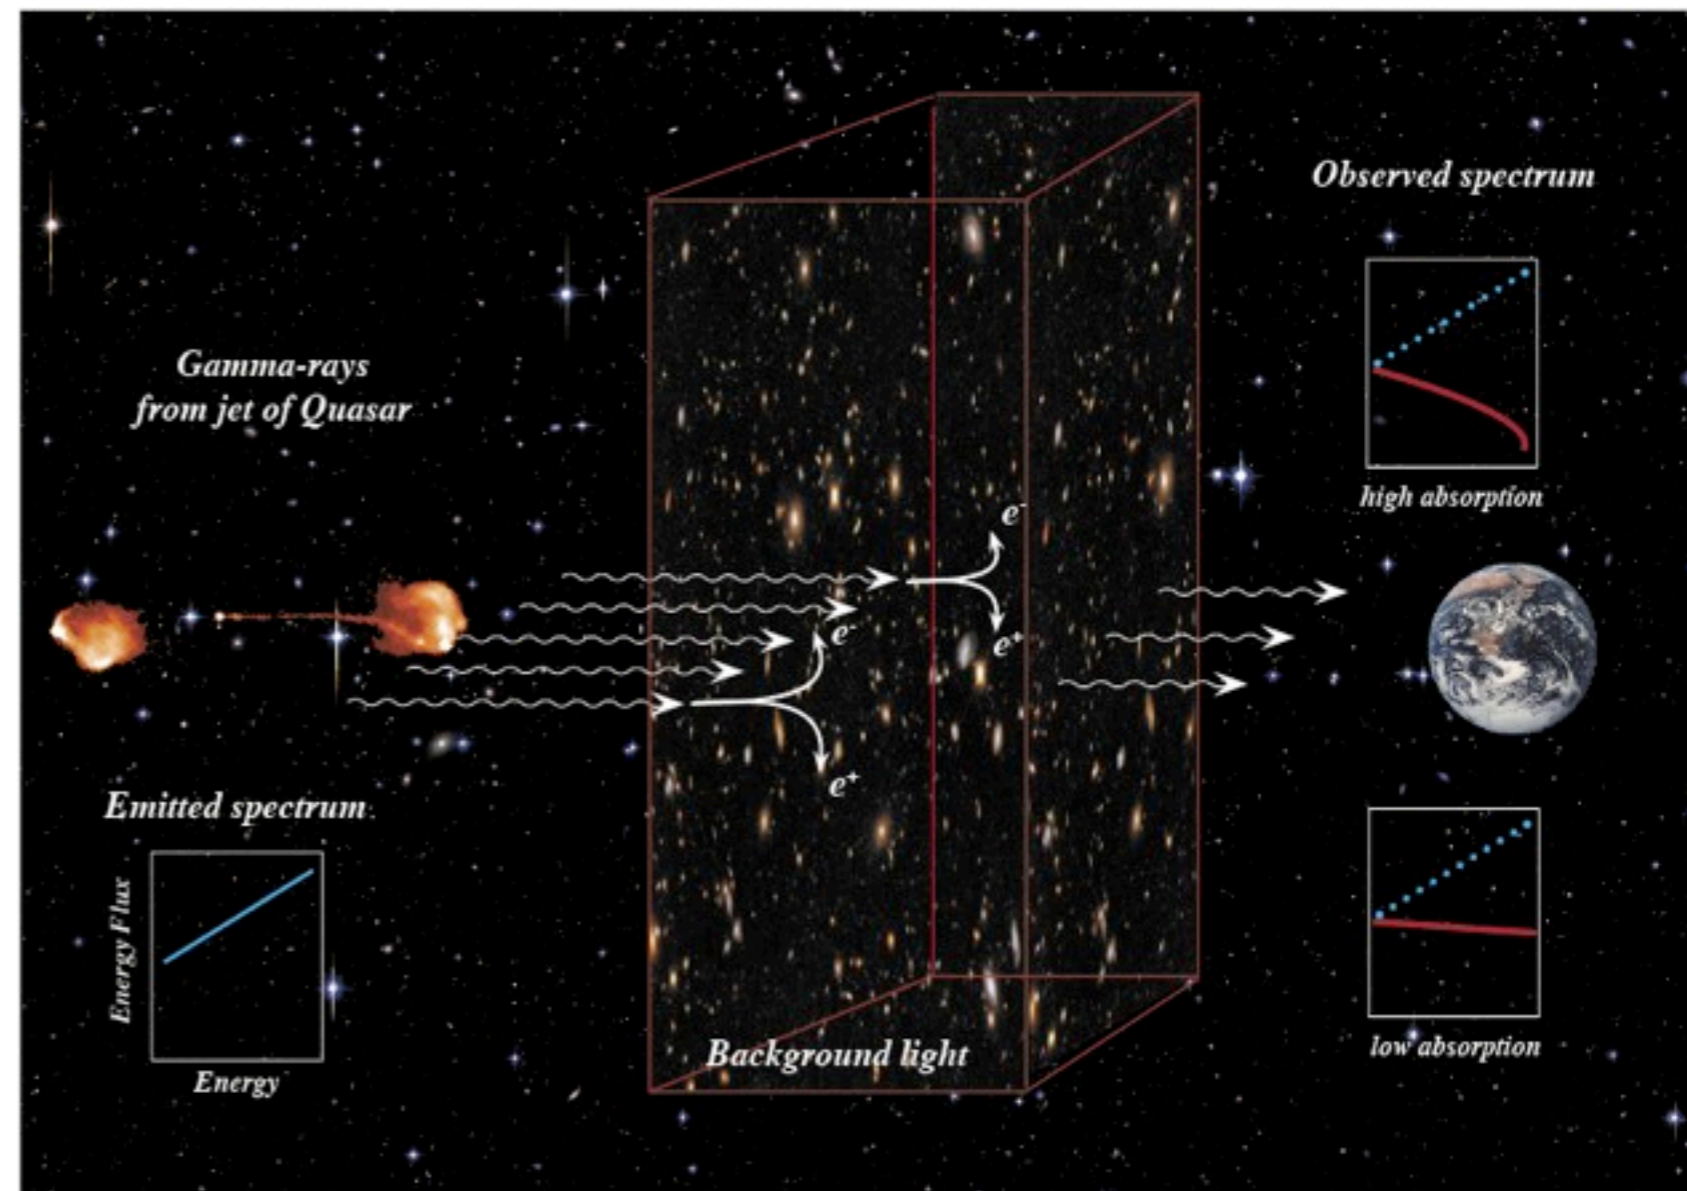 Observed spectrum
Gamma-rays
from jet of Quasar
high absorption
e-
e-
e+
e+
Emitted spectrum
Energy Flux
Energy
Background light
low absorption